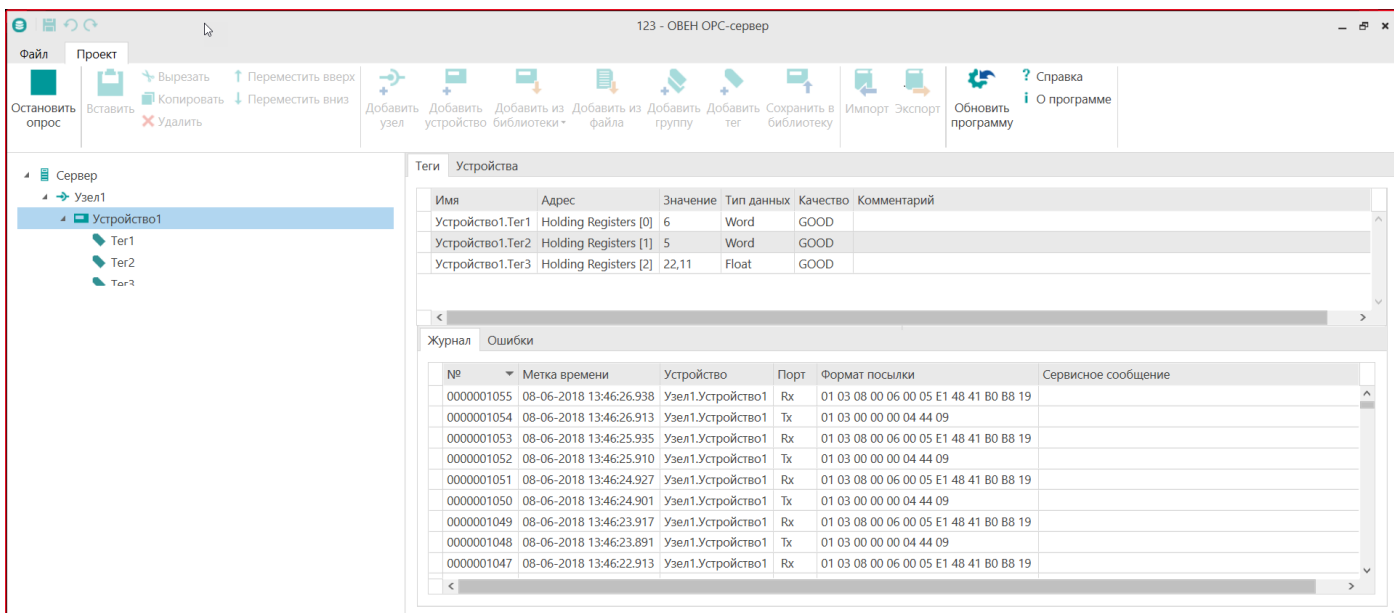 123 - ОВЕН OPC-сервер
Файл Проект
Остановить опрос
Вставить
Вырезать
Копировать
Удалить
Переместить вверх
Переместить вниз
Добавить узел
Добавить устройство
Добавить из библиотеки
Добавить из файла
Добавить группу
Добавить тег
Сохранить в библиотеку
Импорт
Экспорт
Обновить программу
? Справка
i О программе
Сервер
Узел1
Устройство1
Тег1
Тег2
Тег3
Теги Устройства
Имя Адрес Значение Тип данных Качество Комментарий
Устройство1.Тег1 Holding Registers [0] 6 Word GOOD
Устройство1.Тег2 Holding Registers [1] 5 Word GOOD
Устройство1.Тег3 Holding Registers [2] 22,11 Float GOOD
Журнал Ошибки
№ Метка времени Устройство Порт Формат посылки Сервисное сообщение
0000001055 08-06-2018 13:46:26.938 Узел1.Устройство1 Rx 01 03 08 00 06 00 05 E1 48 41 B0 B8 19
0000001054 08-06-2018 13:46:26.913 Узел1.Устройство1 Tx 01 03 00 00 00 04 44 09
0000001053 08-06-2018 13:46:25.935 Узел1.Устройство1 Rx 01 03 08 00 06 00 05 E1 48 41 B0 B8 19
0000001052 08-06-2018 13:46:25.910 Узел1.Устройство1 Tx 01 03 00 00 00 04 44 09
0000001051 08-06-2018 13:46:24.927 Узел1.Устройство1 Rx 01 03 08 00 06 00 05 E1 48 41 B0 B8 19
0000001050 08-06-2018 13:46:24.901 Узел1.Устройство1 Tx 01 03 00 00 00 04 44 09
0000001049 08-06-2018 13:46:23.917 Узел1.Устройство1 Rx 01 03 08 00 06 00 05 E1 48 41 B0 B8 19
0000001048 08-06-2018 13:46:23.891 Узел1.Устройство1 Tx 01 03 00 00 00 04 44 09
0000001047 08-06-2018 13:46:22.913 Узел1.Устройство1 Rx 01 03 08 00 06 00 05 E1 48 41 B0 B8 19